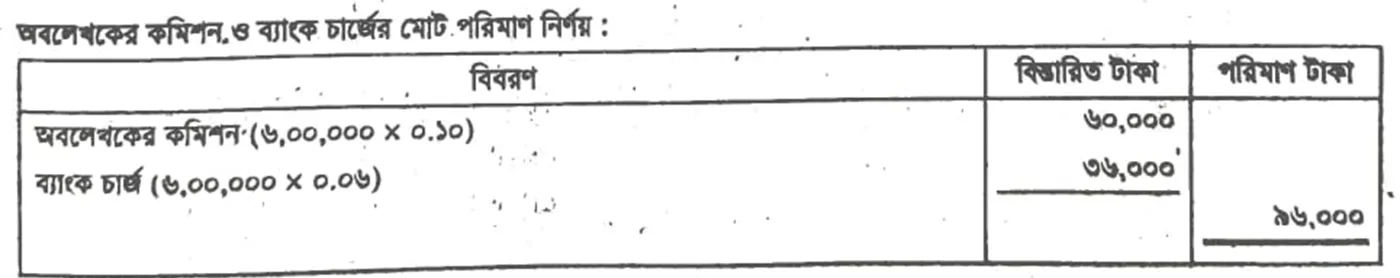 অবলেখকের কমিশন ও ব্যাংক চার্জের মোট পরিমাণ নির্ণয় :
বিবরণ বিস্তারিত টাকা পরিমাণ টাকা
অবলেখকের কমিশন (৬,০০,০০০ × ০.১০) ৬০,০০০
ব্যাংক চার্জ (৬,০০,০০০ × ০.০৬) ৩৬,০০০
৯৬,০০০